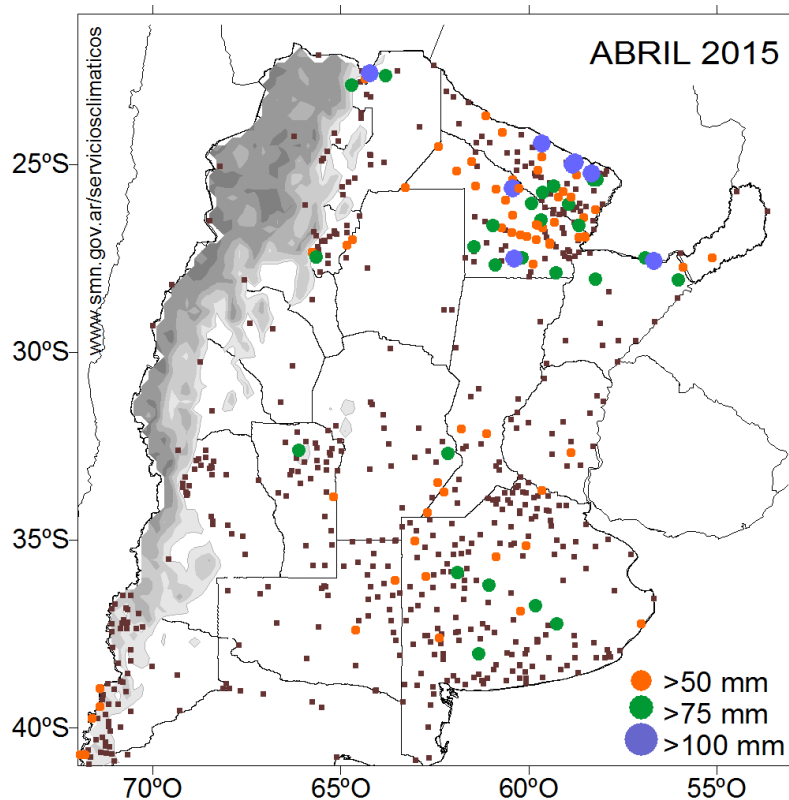 ABRIL 2015
www.smn.gov.ar/serviciosclimaticos
25ºS
30ºS
35ºS
40ºS
>50 mm
>75 mm
>100 mm
70ºO
65ºO
60ºO
55ºO